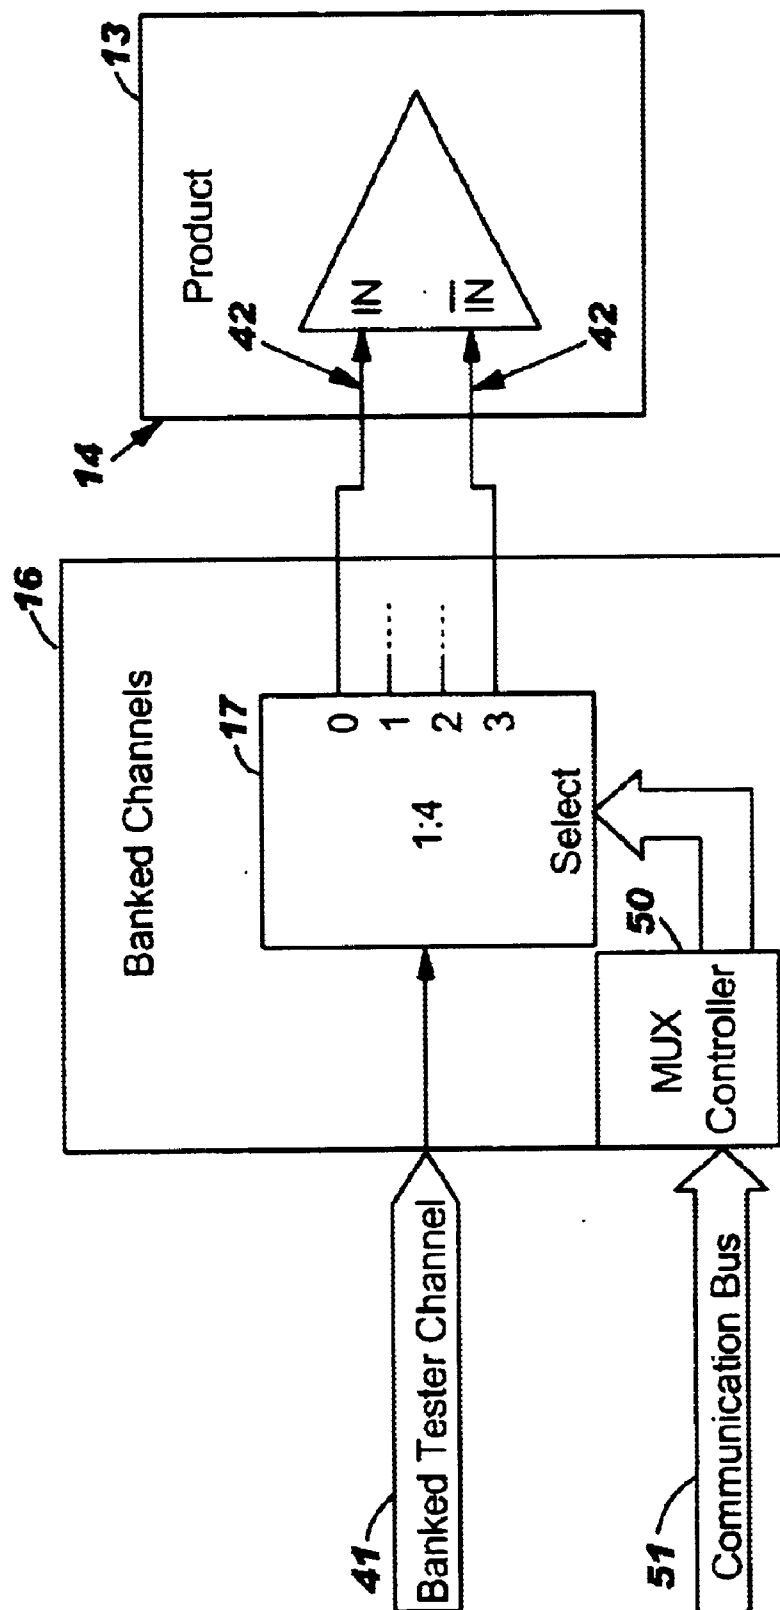 16
Banked Channels
13
Product
14
42
IN
I̅N̅
42
17
1:4
0
1
2
3
Select
41
Banked Tester Channel
50
MUX
Controller
51
Communication Bus